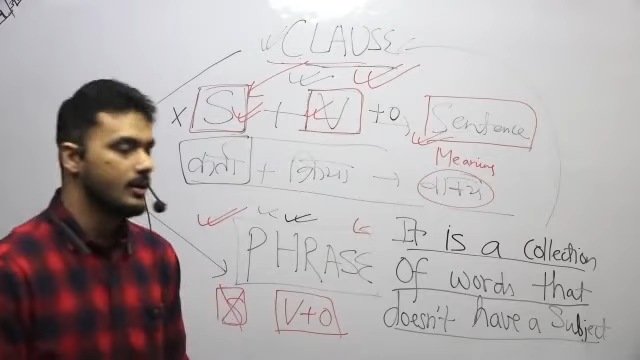 CLAUSE
× S + V + O → Sentence
Meaning
कर्ता + क्रिया → वाक्य
PHRASE
It is a collection
Of words that
doesn't have a Subject
S V+O